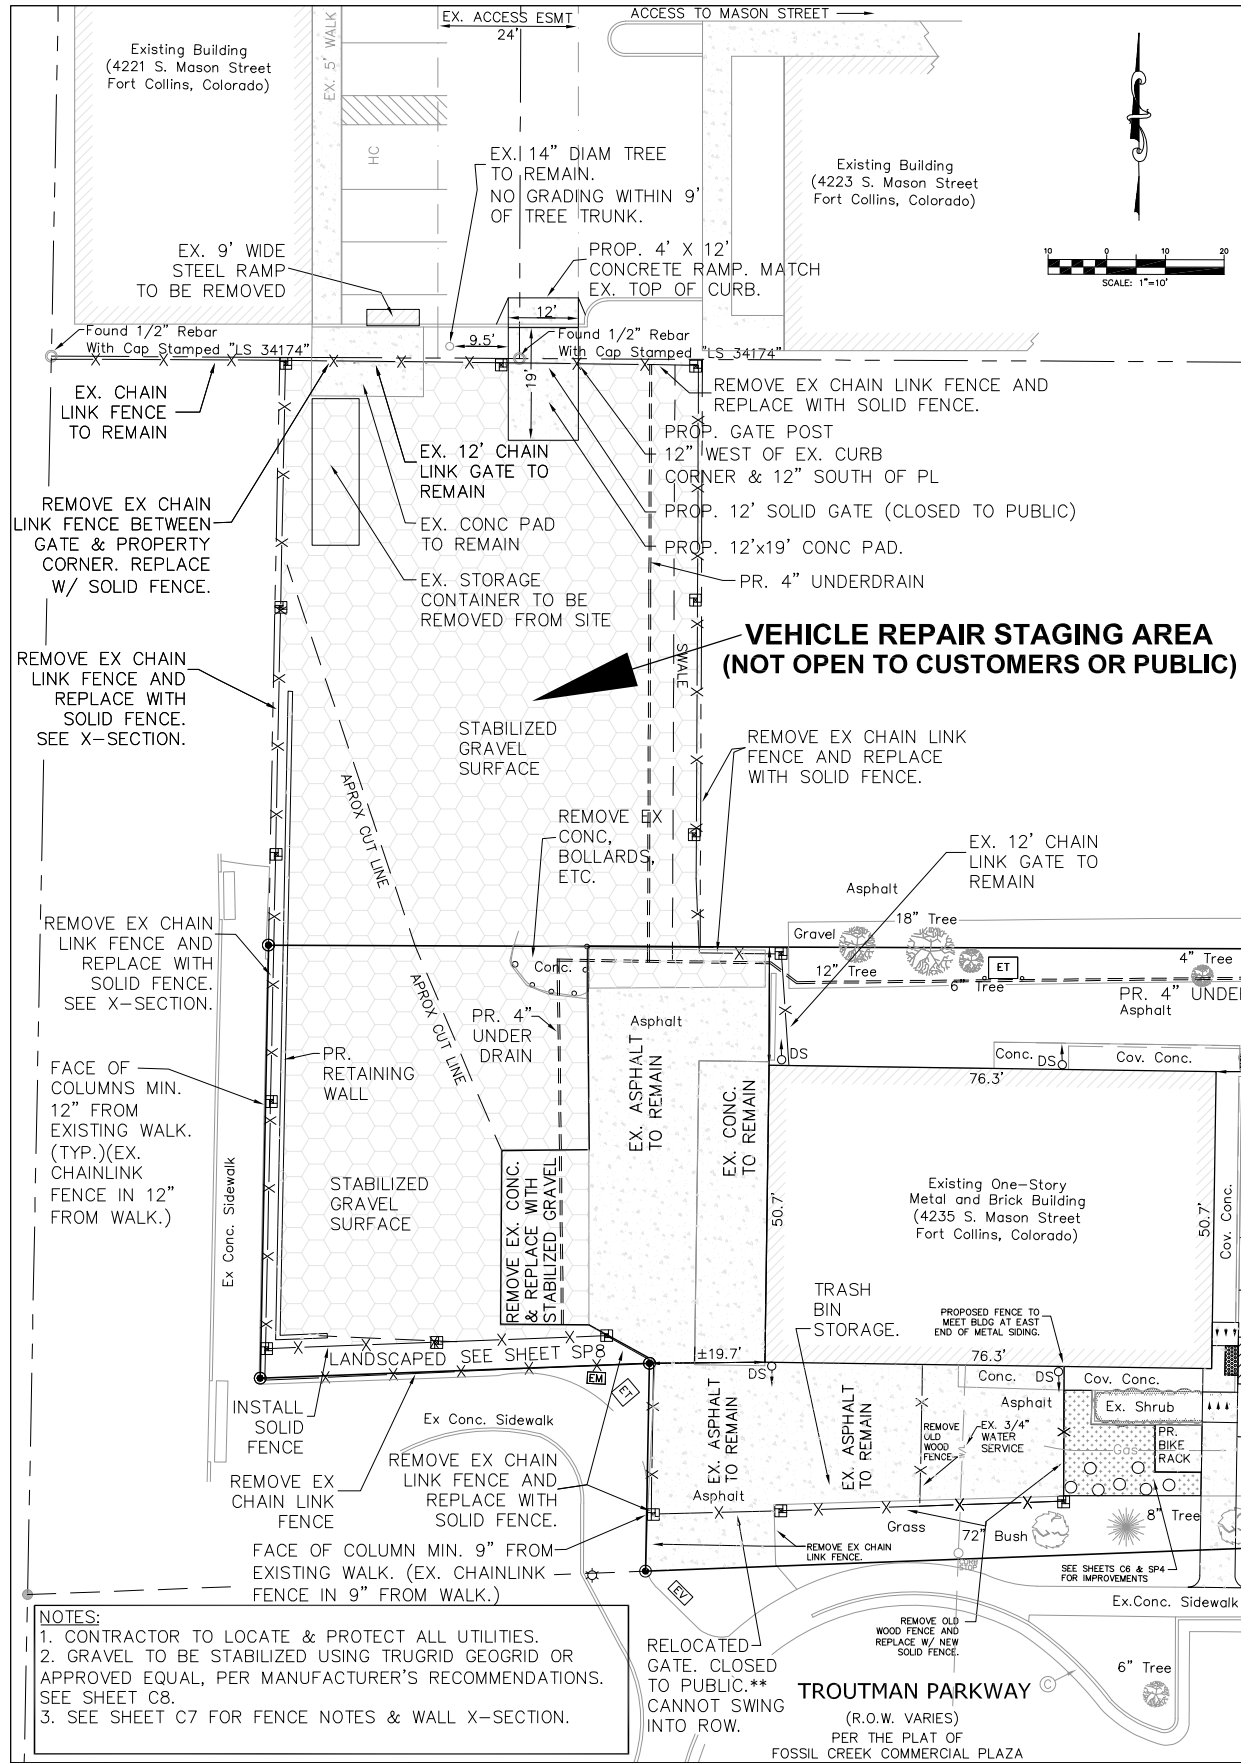 EX. ACCESS ESMT
24'
ACCESS TO MASON STREET
Existing Building
(4221 S. Mason Street
Fort Collins, Colorado)
EX. 5' WALK
HC
EX. 14" DIAM TREE
TO REMAIN.
NO GRADING WITHIN 9'
OF TREE TRUNK.
Existing Building
(4223 S. Mason Street
Fort Collins, Colorado)
10
0
10
20
SCALE: 1"=10'
EX. 9' WIDE
STEEL RAMP
TO BE REMOVED
PROP. 4' X 12'
CONCRETE RAMP. MATCH
EX. TOP OF CURB.
12'
Found 1/2" Rebar
With Cap Stamped "LS 34174"
9.5'
Found 1/2" Rebar
With Cap Stamped "LS 34174"
19'
EX. CHAIN
LINK FENCE
TO REMAIN
REMOVE EX CHAIN LINK FENCE AND
REPLACE WITH SOLID FENCE.
PROP. GATE POST
12" WEST OF EX. CURB
CORNER & 12" SOUTH OF PL
EX. 12' CHAIN
LINK GATE TO
REMAIN
PROP. 12' SOLID GATE (CLOSED TO PUBLIC)
REMOVE EX CHAIN
LINK FENCE BETWEEN
GATE & PROPERTY
CORNER. REPLACE
W/ SOLID FENCE.
EX. CONC PAD
TO REMAIN
PROP. 12'x19' CONC PAD.
PR. 4" UNDERDRAIN
EX. STORAGE
CONTAINER TO BE
REMOVED FROM SITE
VEHICLE REPAIR STAGING AREA
(NOT OPEN TO CUSTOMERS OR PUBLIC)
SWALE
REMOVE EX CHAIN
LINK FENCE AND
REPLACE WITH
SOLID FENCE.
SEE X-SECTION.
STABILIZED
GRAVEL
SURFACE
REMOVE EX CHAIN LINK
FENCE AND REPLACE
WITH SOLID FENCE.
APROX CUT LINE
REMOVE EX
CONC,
BOLLARDS,
ETC.
EX. 12' CHAIN
LINK GATE TO
REMAIN
Asphalt
18" Tree
Gravel
REMOVE EX CHAIN
LINK FENCE AND
REPLACE WITH
SOLID FENCE.
SEE X-SECTION.
Conc.
12" Tree
ET
6" Tree
4" Tree
PR. 4" UNDER
Asphalt
APROX CUT LINE
PR. 4"
UNDER
DRAIN
Asphalt
EX. ASPHALT
TO REMAIN
EX. CONC.
TO REMAIN
DS
Conc.
DS
Cov. Conc.
76.3'
FACE OF
COLUMNS MIN.
12" FROM
EXISTING WALK.
(TYP.)(EX.
CHAINLINK
FENCE IN 12"
FROM WALK.)
PR.
RETAINING
WALL
Ex Conc. Sidewalk
STABILIZED
GRAVEL
SURFACE
REMOVE EX. CONC.
& REPLACE WITH
STABILIZED GRAVEL
50.7'
Existing One-Story
Metal and Brick Building
(4235 S. Mason Street
Fort Collins, Colorado)
50.7'
Cov. Conc.
TRASH
BIN
STORAGE.
PROPOSED FENCE TO
MEET BLDG AT EAST
END OF METAL SIDING.
LANDSCAPED SEE SHEET SP8
±19.7'
76.3'
DS
Conc.
DS
Cov. Conc.
EM
ET
INSTALL
SOLID
FENCE
Ex Conc. Sidewalk
EX. ASPHALT
TO REMAIN
EX. ASPHALT
TO REMAIN
REMOVE
OLD
WOOD
FENCE
EX. 3/4"
WATER
SERVICE
Asphalt
Ex. Shrub
Gas
PR.
BIKE
RACK
REMOVE EX
CHAIN LINK
FENCE
REMOVE EX CHAIN
LINK FENCE AND
REPLACE WITH
SOLID FENCE.
Asphalt
Grass
72" Bush
8" Tree
REMOVE EX CHAIN
LINK FENCE.
FACE OF COLUMN MIN. 9" FROM
EXISTING WALK. (EX. CHAINLINK
FENCE IN 9" FROM WALK.)
EV
SEE SHEETS C6 & SP4
FOR IMPROVEMENTS
Ex.Conc. Sidewalk
NOTES:
1. CONTRACTOR TO LOCATE & PROTECT ALL UTILITIES.
2. GRAVEL TO BE STABILIZED USING TRUGRID GEOGRID OR
APPROVED EQUAL, PER MANUFACTURER'S RECOMMENDATIONS.
SEE SHEET C8.
3. SEE SHEET C7 FOR FENCE NOTES & WALL X-SECTION.
RELOCATED
GATE. CLOSED
TO PUBLIC.**
CANNOT SWING
INTO ROW.
REMOVE OLD
WOOD FENCE AND
REPLACE W/ NEW
SOLID FENCE.
C
6" Tree
TROUTMAN PARKWAY
(R.O.W. VARIES)
PER THE PLAT OF
FOSSIL CREEK COMMERCIAL PLAZA